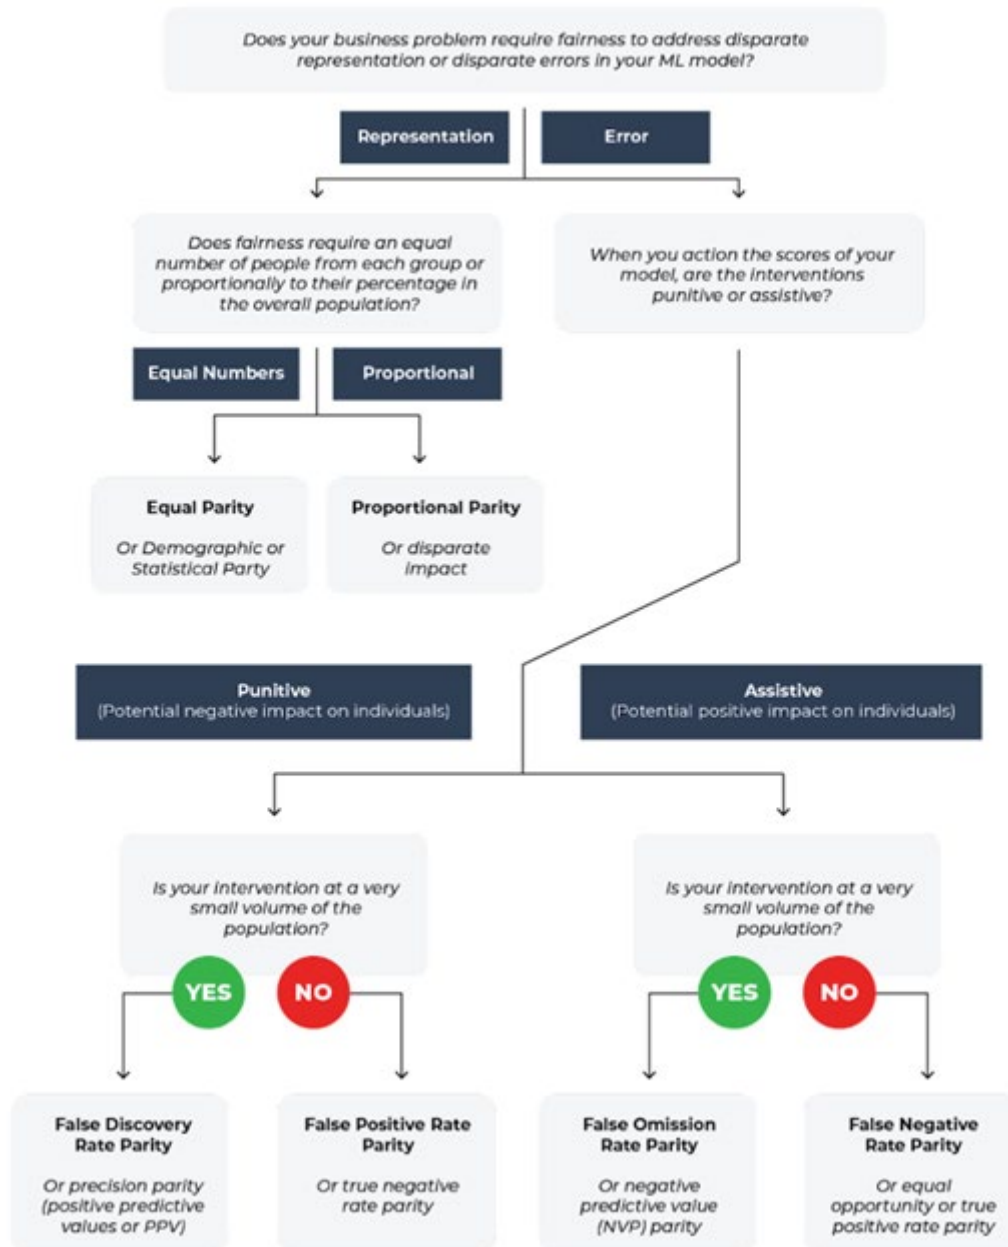 Does your business problem require fairness to address disparate
representation or disparate errors in your ML model?
Representation
Error
Does fairness require an equal
number of people from each group or
proportionally to their percentage in
the overall population?
When you action the scores of your
model, are the interventions
punitive or assistive?
Equal Numbers
Proportional
Equal Parity
Or Demographic or
Statistical Party
Proportional Parity
Or disparate
impact
Punitive
(Potential negative impact on individuals)
Assistive
(Potential positive impact on individuals)
Is your intervention at a very
small volume of the
population?
YES
NO
Is your intervention at a very
small volume of the
population?
YES
NO
False Discovery
Rate Parity
Or precision parity
(positive predictive
values or PPV)
False Positive Rate
Parity
Or true negative
rate parity
False Omission
Rate Parity
Or negative
predictive value
(NVP) parity
False Negative
Rate Parity
Or equal
opportunity or true
positive rate parity